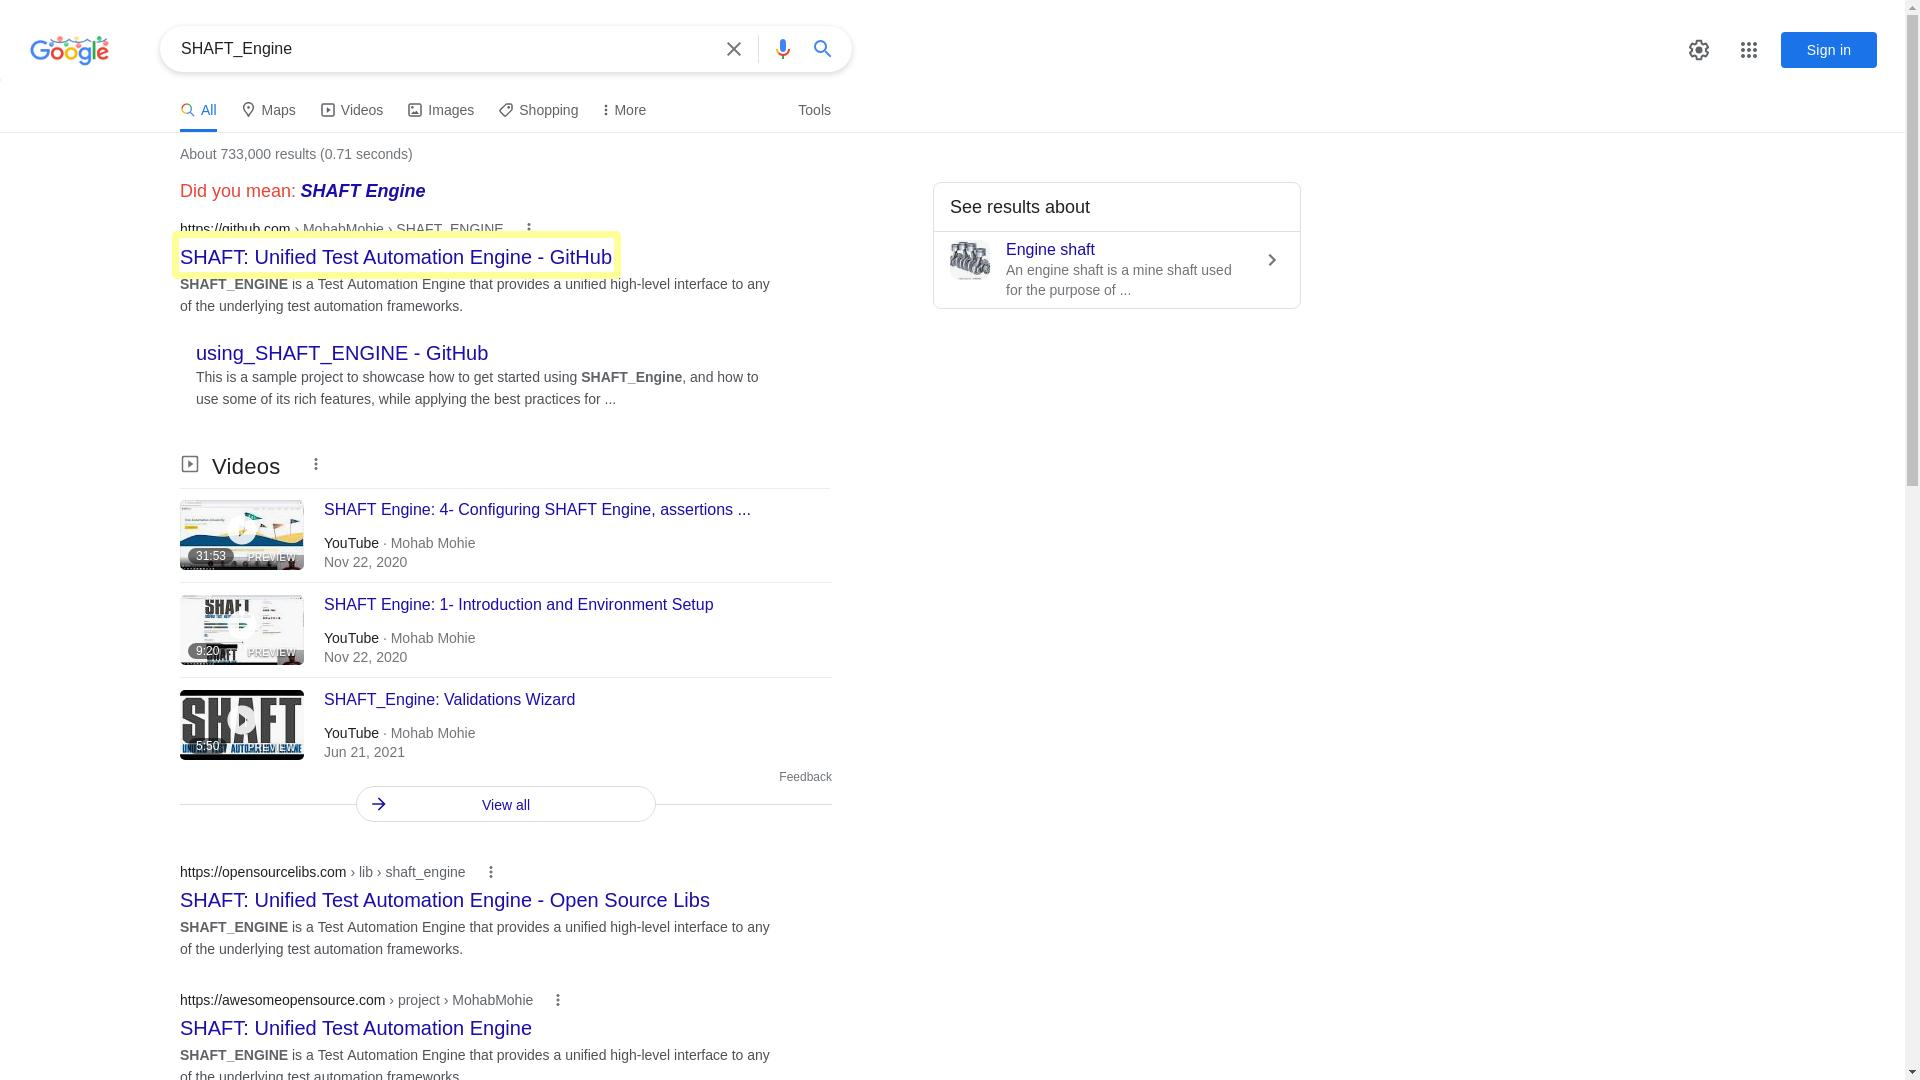 Google
SHAFT_Engine
Sign in
All
Maps
Videos
Images
Shopping
More
Tools
About 733,000 results (0.71 seconds)
Did you mean: SHAFT Engine
https://github.com › MohabMohie › SHAFT_ENGINE
SHAFT: Unified Test Automation Engine - GitHub
SHAFT_ENGINE is a Test Automation Engine that provides a unified high-level interface to any
of the underlying test automation frameworks.
using_SHAFT_ENGINE - GitHub
This is a sample project to showcase how to get started using SHAFT_Engine, and how to
use some of its rich features, while applying the best practices for ...
See results about
Engine shaft
An engine shaft is a mine shaft used
for the purpose of ...
Videos
31:53
PREVIEW
SHAFT Engine: 4- Configuring SHAFT Engine, assertions ...
YouTube · Mohab Mohie
Nov 22, 2020
SHAFT
9:20
PREVIEW
SHAFT Engine: 1- Introduction and Environment Setup
YouTube · Mohab Mohie
Nov 22, 2020
SHAFT
5:50
PREVIEW
SHAFT_Engine: Validations Wizard
YouTube · Mohab Mohie
Jun 21, 2021
Feedback
View all
https://opensourcelibs.com › lib › shaft_engine
SHAFT: Unified Test Automation Engine - Open Source Libs
SHAFT_ENGINE is a Test Automation Engine that provides a unified high-level interface to any
of the underlying test automation frameworks.
https://awesomeopensource.com › project › MohabMohie
SHAFT: Unified Test Automation Engine
SHAFT_ENGINE is a Test Automation Engine that provides a unified high-level interface to any
of the underlying test automation frameworks.